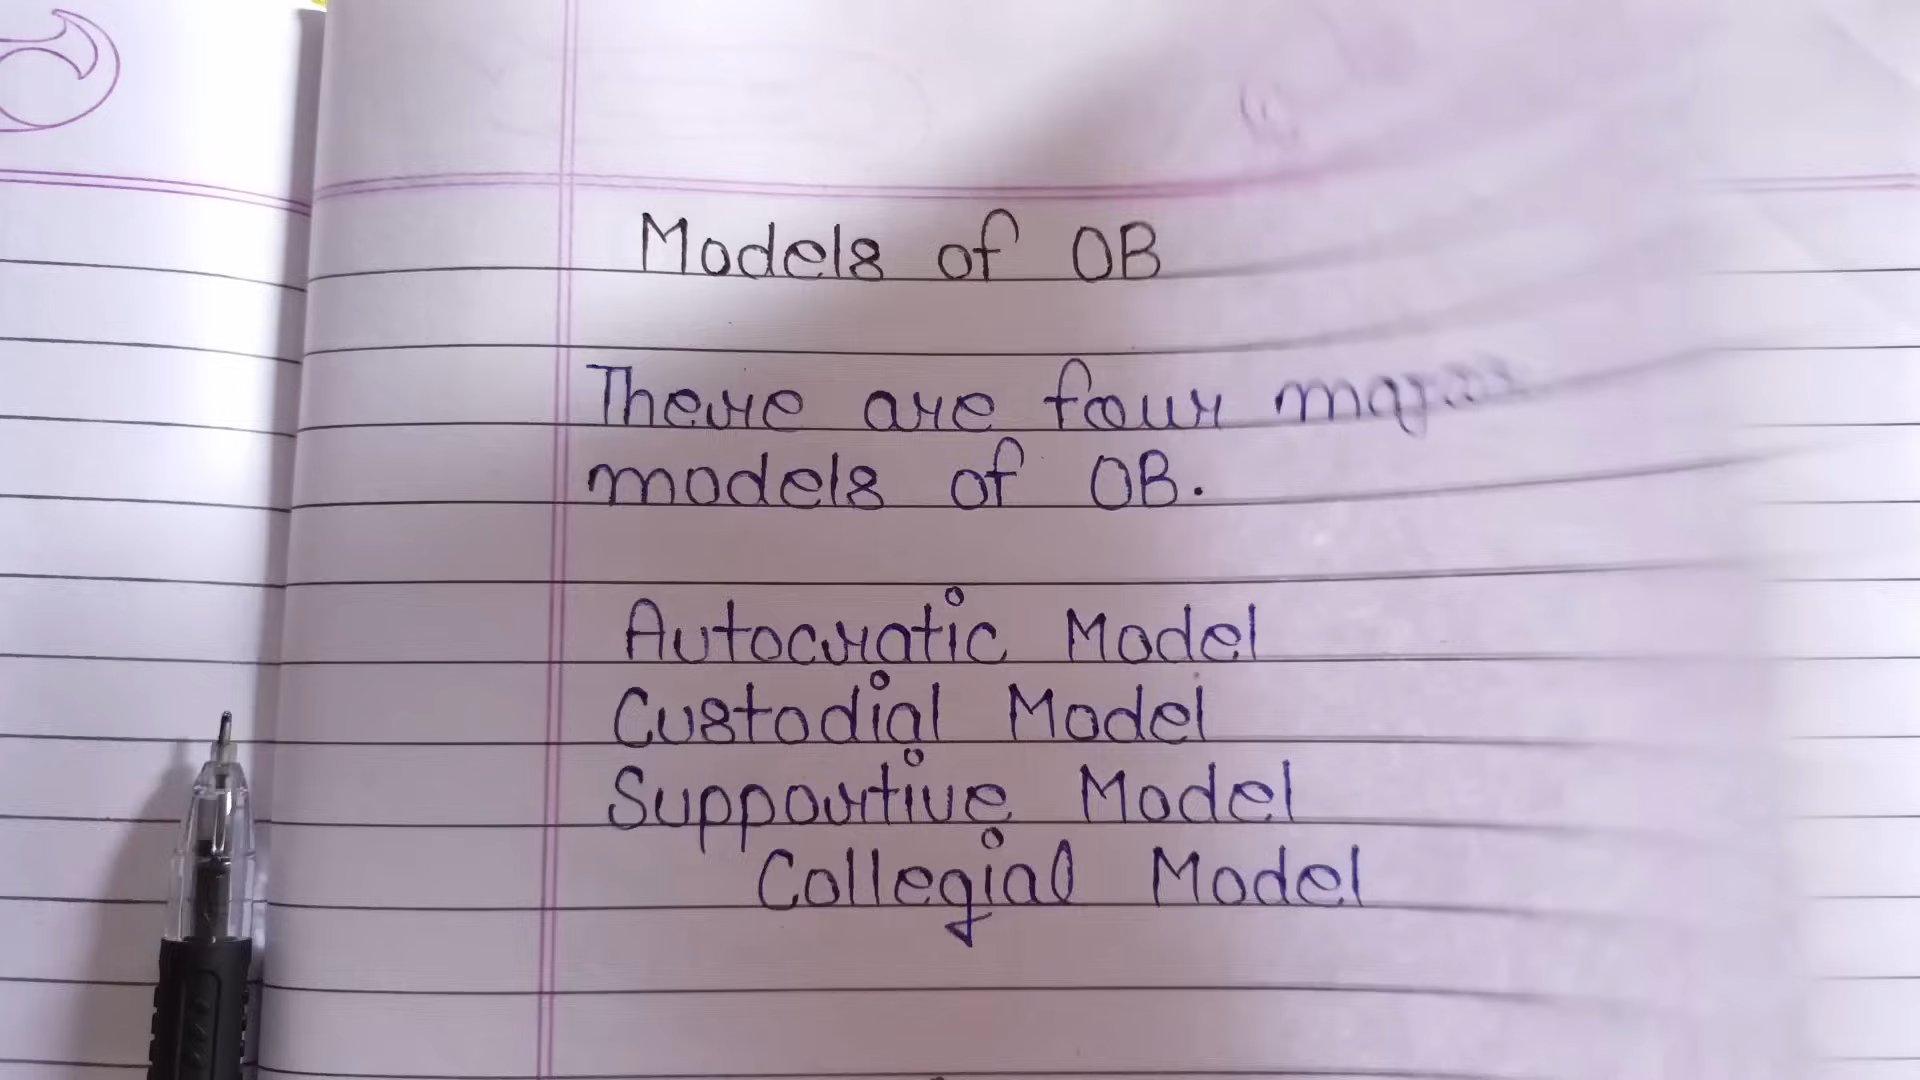 Models of OB
There are four major
models of OB.
Autocratic Model
Custodial Model
Supportive Model
Collegial Model